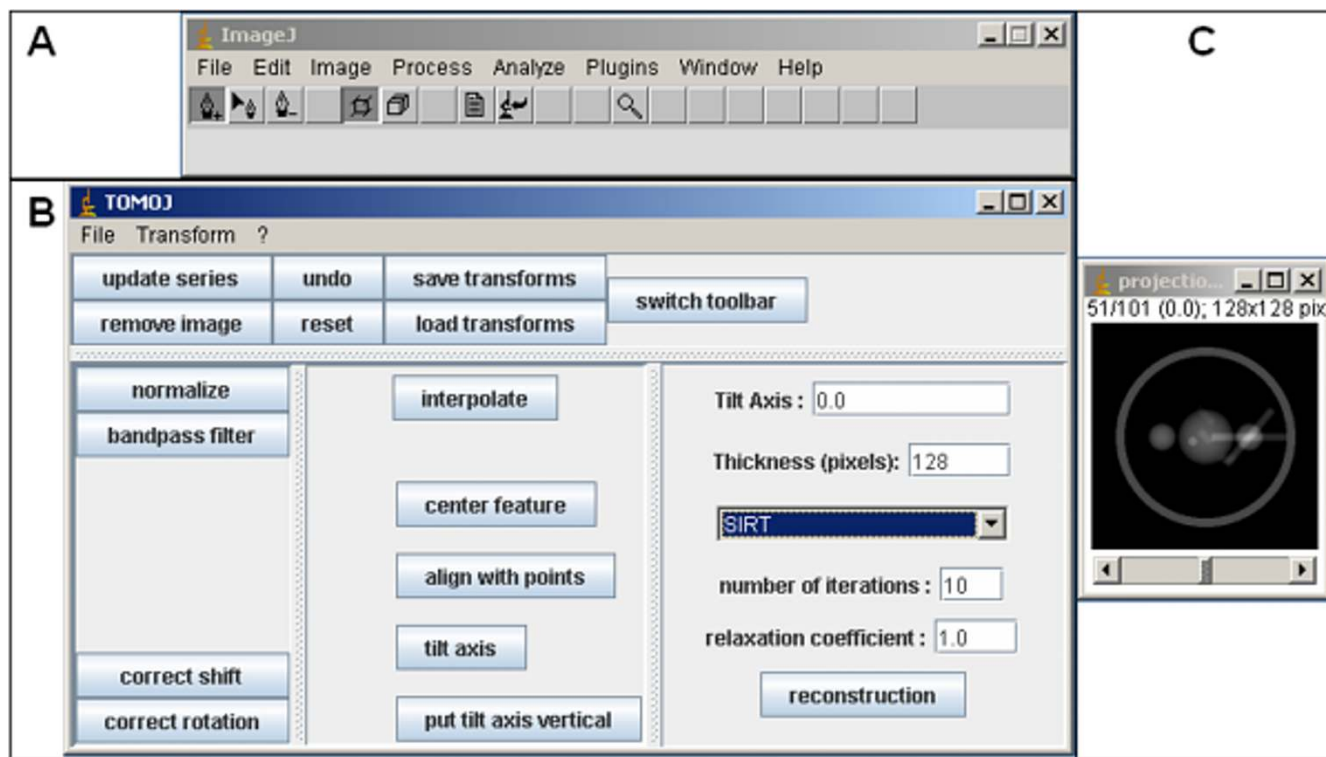 A
ImageJ
File Edit Image Process Analyze Plugins Window Help
B
TOMOJ
File Transform ?
update series undo save transforms
switch toolbar
remove image reset load transforms
normalize
bandpass filter
correct shift
correct rotation
interpolate
center feature
align with points
tilt axis
put tilt axis vertical
Tilt Axis : 0.0
Thickness (pixels): 128
SIRT
number of iterations : 10
relaxation coefficient : 1.0
reconstruction
C
projectio...
51/101 (0.0); 128x128 pix